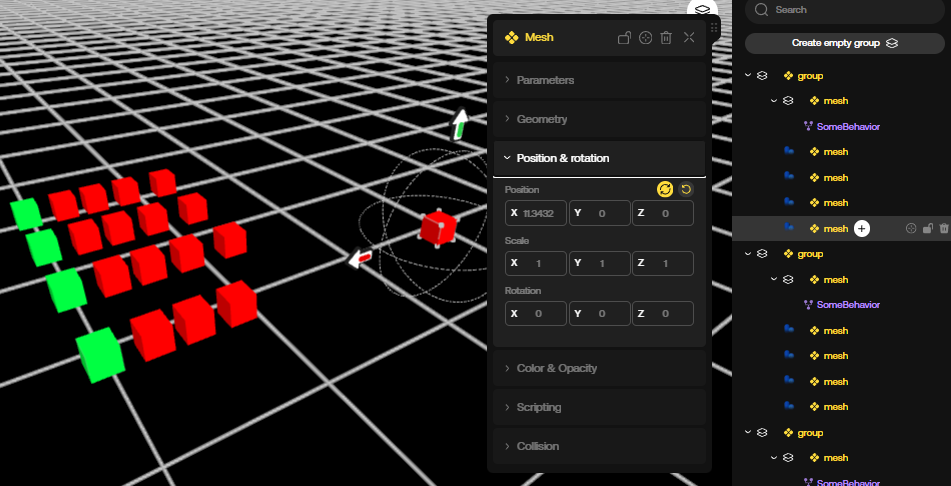 Mesh
Parameters
Geometry
Position & rotation
Position
X 11.3432 Y 0 Z 0
Scale
X 1 Y 1 Z 1
Rotation
X 0 Y 0 Z 0
Color & Opacity
Scripting
Collision
Search
Create empty group
group
mesh
SomeBehavior
mesh
mesh
mesh
mesh
group
mesh
SomeBehavior
mesh
mesh
mesh
mesh
group
mesh
SomeBehavior